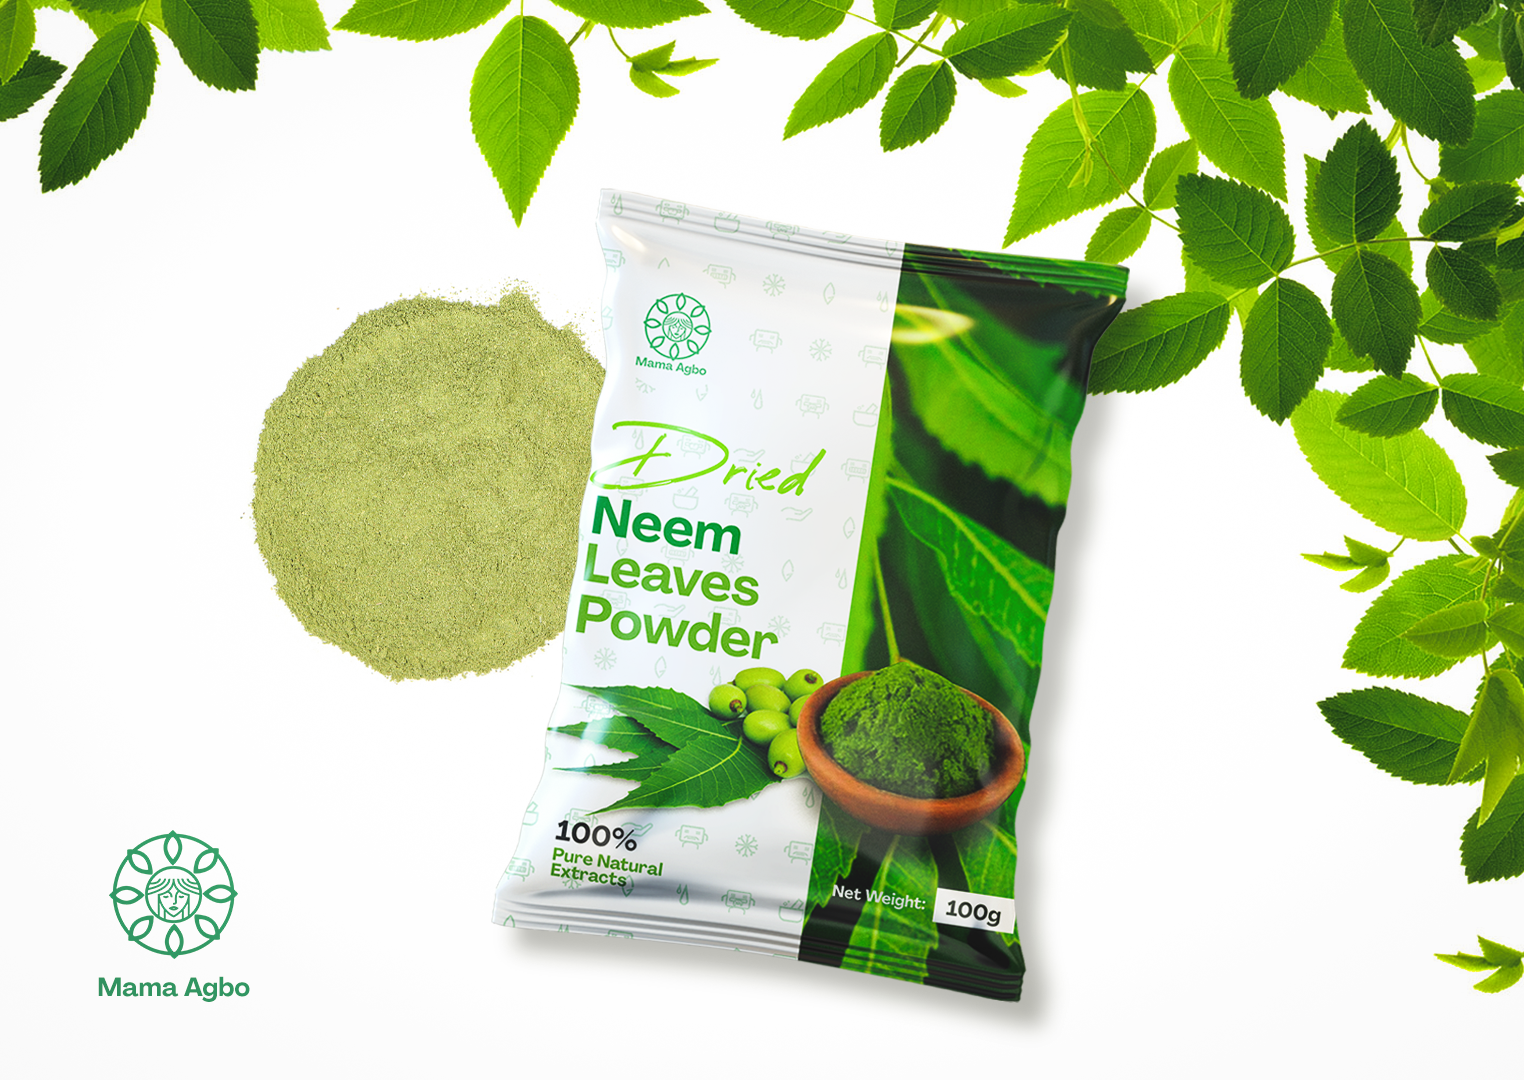 Mama Agbo
Dried
Neem
Leaves
Powder
100%
Pure Natural
Extracts
Net Weight:
100g
Mama Agbo